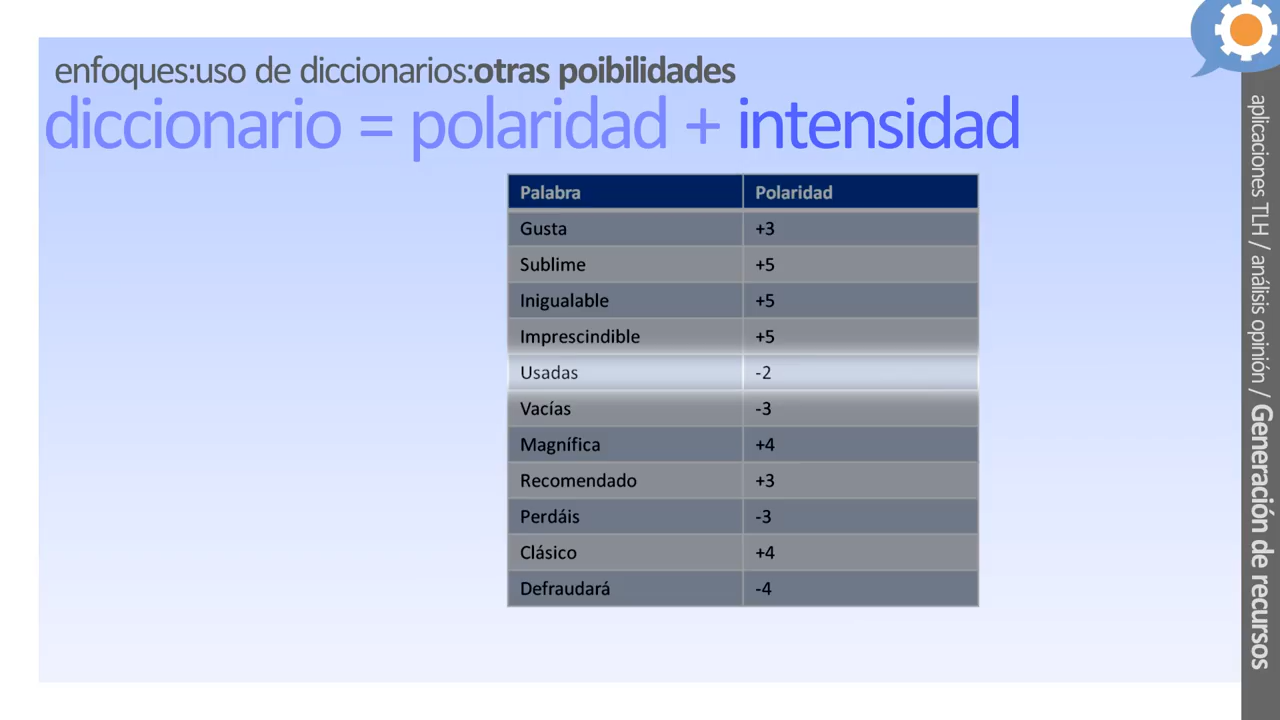 enfoques:uso de diccionarios:otras poibilidades
diccionario = polaridad + intensidad
Palabra Polaridad
Gusta +3
Sublime +5
Inigualable +5
Imprescindible +5
Usadas -2
Vacías -3
Magnífica +4
Recomendado +3
Perdáis -3
Clásico +4
Defraudará -4
aplicaciones TLH / análisis opinión / Generación de recursos